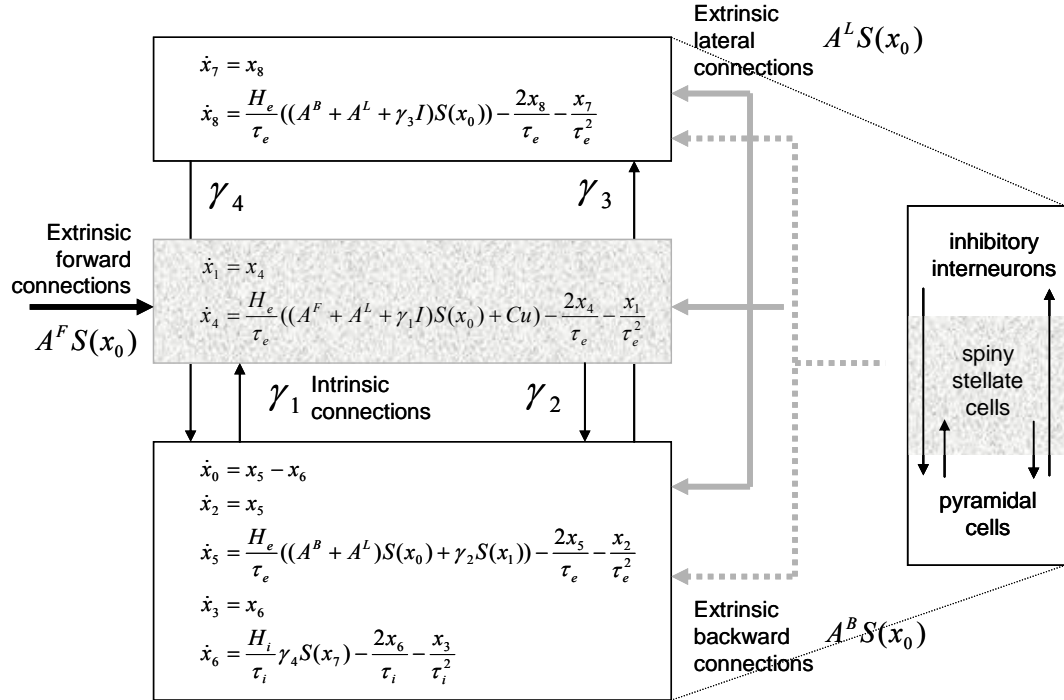 Extrinsic
lateral
connections
A^L S(x_0)
ẋ_7 = x_8
ẋ_8 = H_e/τ_e ((A^B + A^L + γ_3 I)S(x_0)) − 2x_8/τ_e − x_7/τ_e^2
γ_4
γ_3
Extrinsic
forward
connections
A^F S(x_0)
ẋ_1 = x_4
ẋ_4 = H_e/τ_e ((A^F + A^L + γ_1 I)S(x_0) + Cu) − 2x_4/τ_e − x_1/τ_e^2
γ_1
Intrinsic
connections
γ_2
ẋ_0 = x_5 − x_6
ẋ_2 = x_5
ẋ_5 = H_e/τ_e ((A^B + A^L)S(x_0) + γ_2 S(x_1)) − 2x_5/τ_e − x_2/τ_e^2
ẋ_3 = x_6
ẋ_6 = H_i/τ_i γ_4 S(x_7) − 2x_6/τ_i − x_3/τ_i^2
Extrinsic
backward
connections
A^B S(x_0)
inhibitory
interneurons
spiny
stellate
cells
pyramidal
cells